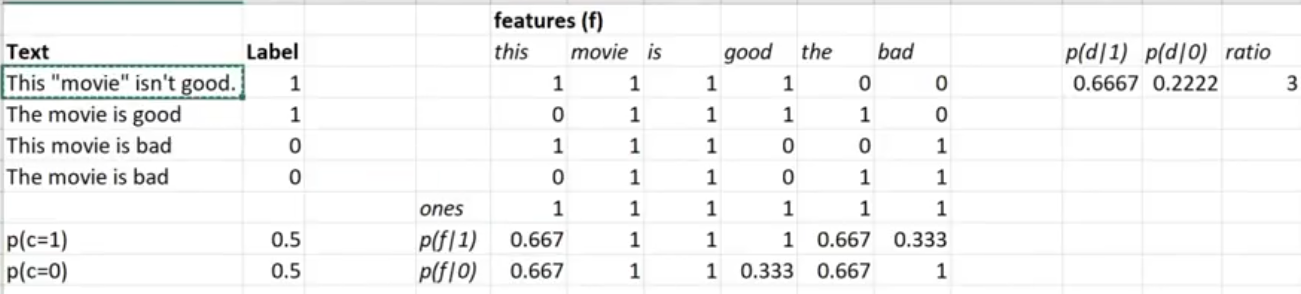 features (f)
Text Label this movie is good the bad p(d|1) p(d|0) ratio
This "movie" isn't good. 1 1 1 1 1 0 0 0.6667 0.2222 3
The movie is good 1 0 1 1 1 1 0
This movie is bad 0 1 1 1 0 0 1
The movie is bad 0 0 1 1 0 1 1
ones 1 1 1 1 1 1
p(c=1) 0.5 p(f|1) 0.667 1 1 1 0.667 0.333
p(c=0) 0.5 p(f|0) 0.667 1 1 0.333 0.667 1